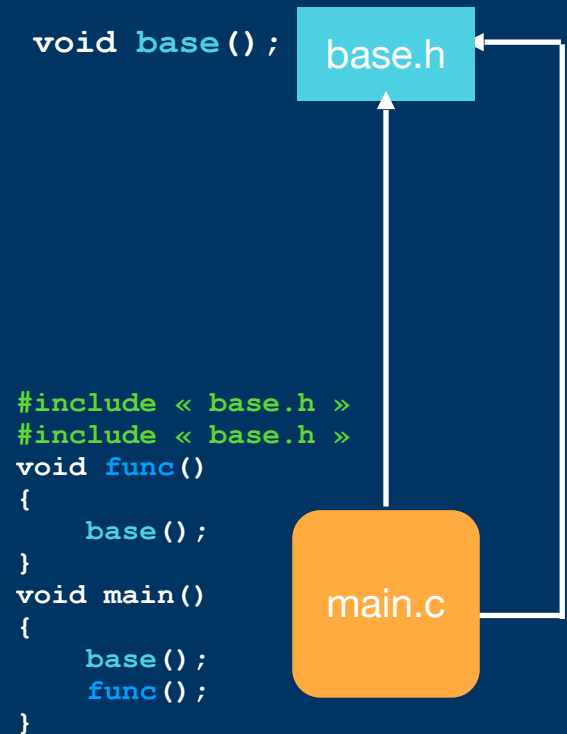 void base();
base.h
#include « base.h »
#include « base.h »
void func()
{
    base();
}
void main()
{
    base();
    func();
}
main.c